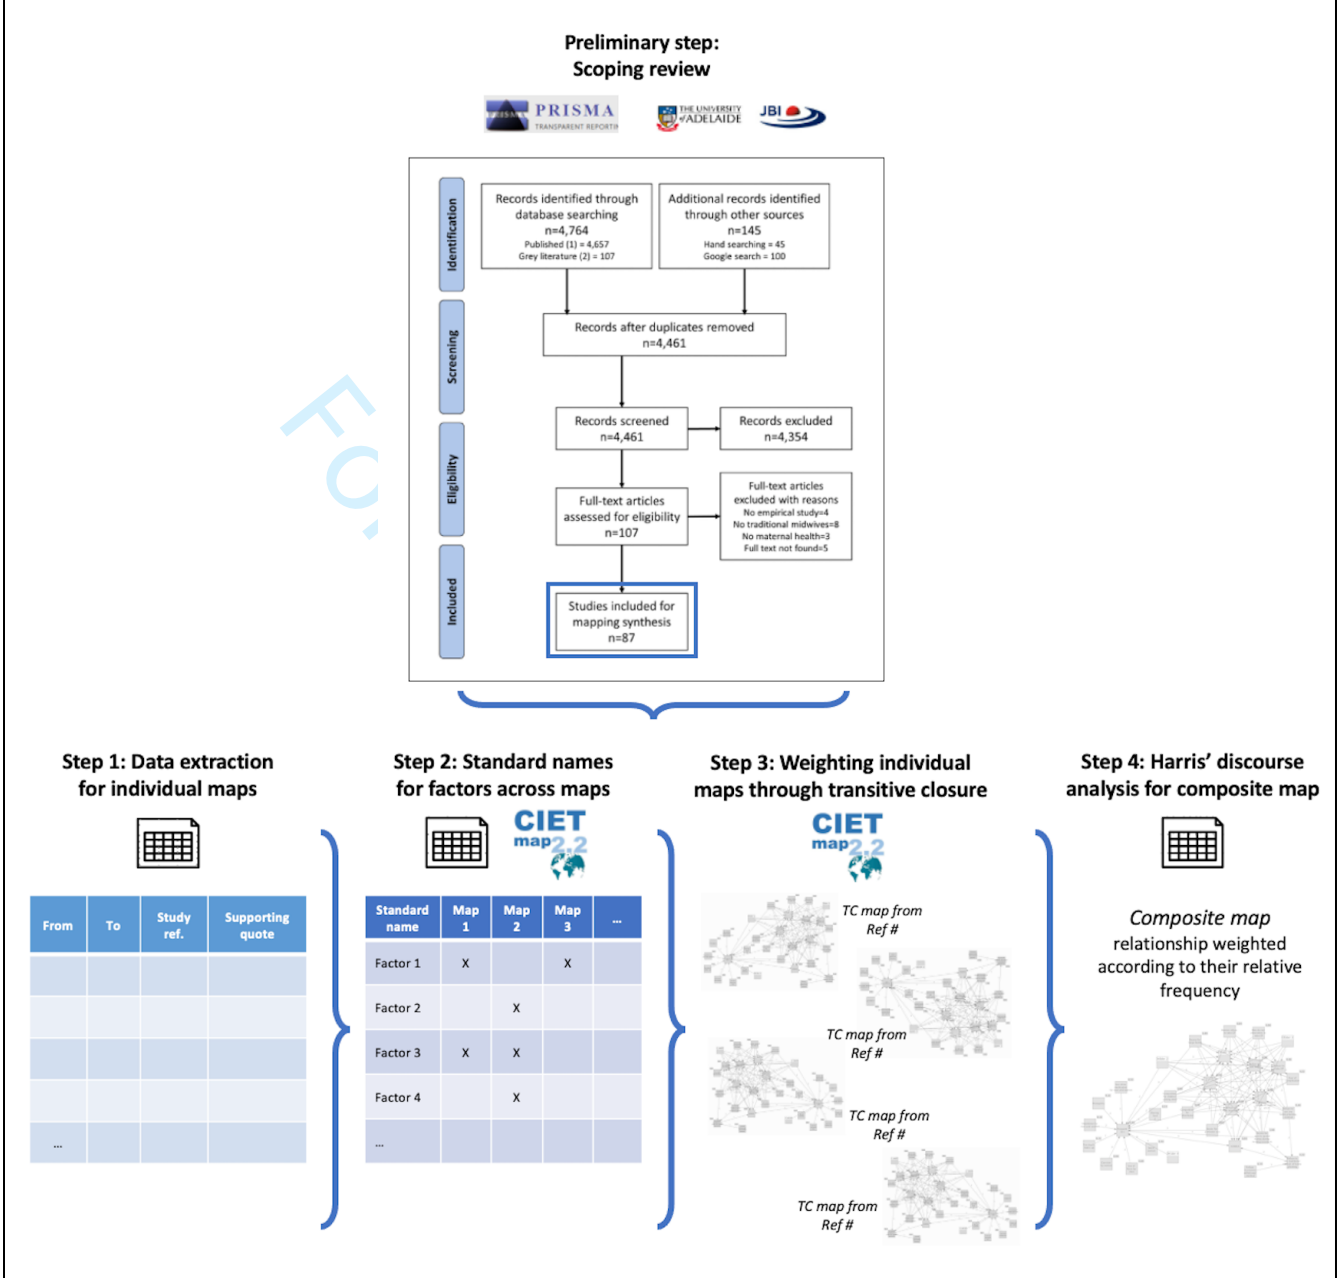 Preliminary step:
Scoping review
PRISMA
TRANSPARENT REPORTIN
THE UNIVERSITY
of ADELAIDE
JBI
Identification
Records identified through
database searching
n=4,764
Published (1) = 4,657
Grey literature (2) = 107
Additional records identified
through other sources
n=145
Hand searching = 45
Google search = 100
Screening
Records after duplicates removed
n=4,461
Records screened
n=4,461
Records excluded
n=4,354
Eligibility
Full-text articles
assessed for eligibility
n=107
Full-text articles
excluded with reasons
No empirical study=4
No traditional midwives=8
No maternal health=3
Full text not found=5
Included
Studies included for
mapping synthesis
n=87
For
Step 1: Data extraction
for individual maps
From To Study ref. Supporting quote
...
Step 2: Standard names
for factors across maps
CIET
map2.2
Standard name Map 1 Map 2 Map 3 ...
Factor 1 X X
Factor 2 X
Factor 3 X X
Factor 4 X
...
Step 3: Weighting individual
maps through transitive closure
CIET
map2.2
TC map from
Ref #
TC map from
Ref #
TC map from
Ref #
TC map from
Ref #
Step 4: Harris’ discourse
analysis for composite map
Composite map
relationship weighted
according to their relative
frequency